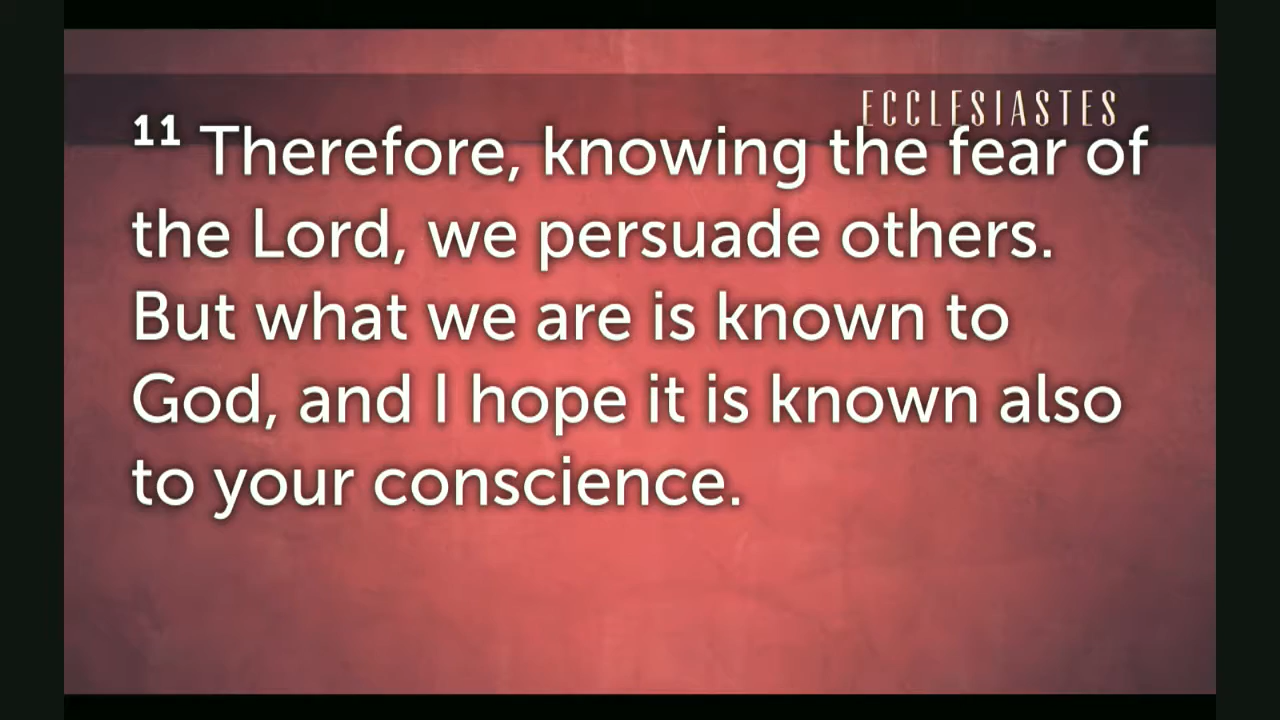 ECCLESIASTES
11 Therefore, knowing the fear of
the Lord, we persuade others.
But what we are is known to
God, and I hope it is known also
to your conscience.